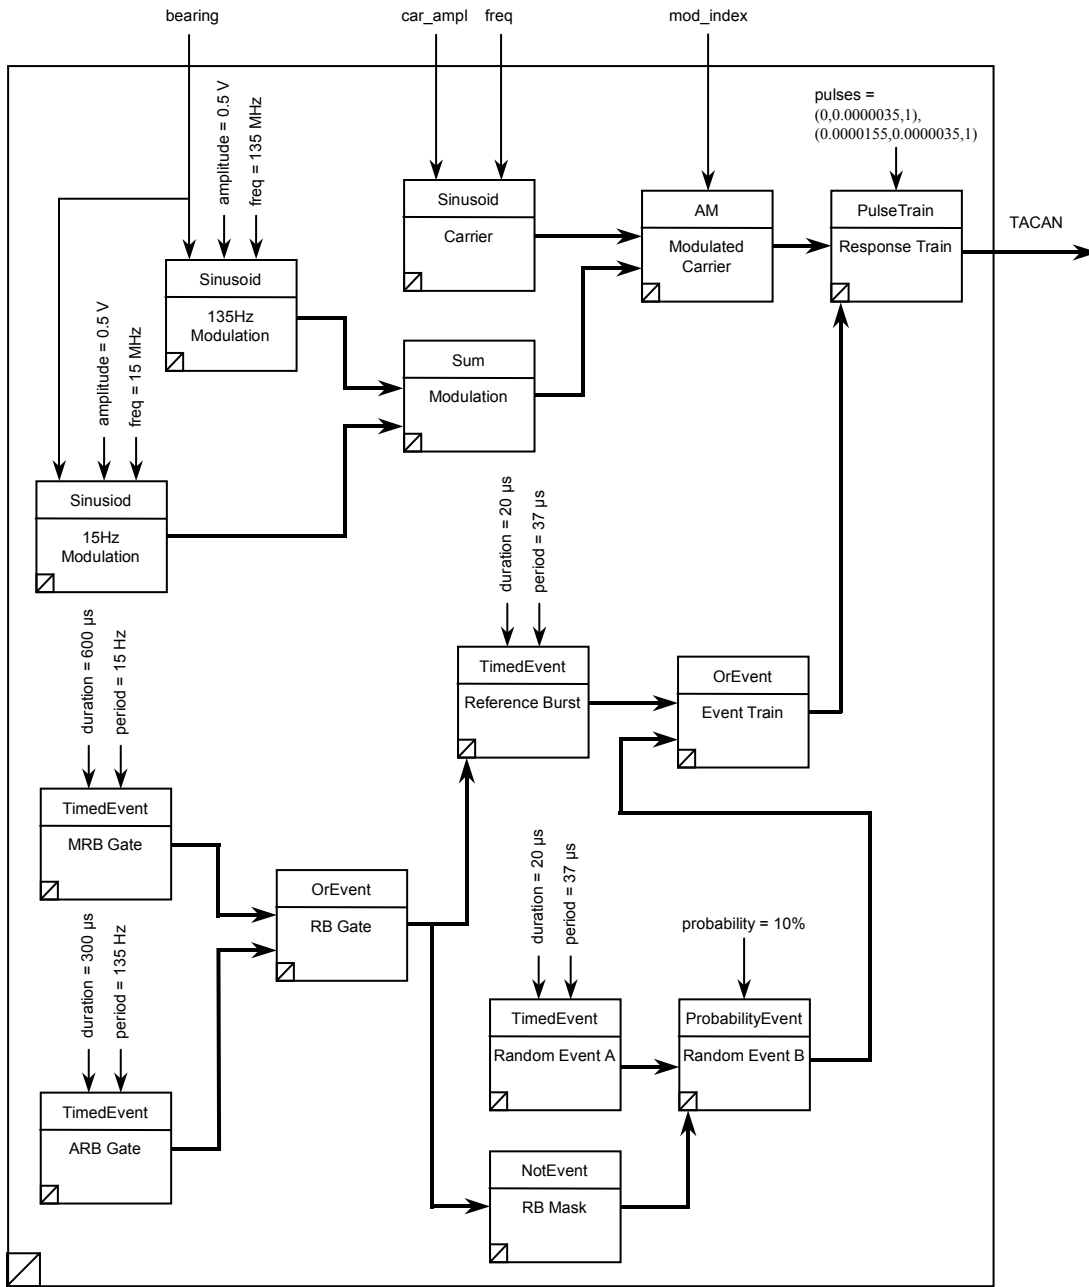 bearing
car_ampl
freq
mod_index
amplitude = 0.5 V
freq = 135 MHz
pulses =
(0,0.0000035,1),
(0.0000155,0.0000035,1)
Sinusoid
Carrier
AM
Modulated
Carrier
PulseTrain
Response Train
TACAN
Sinusoid
135Hz
Modulation
amplitude = 0.5 V
freq = 15 MHz
Sum
Modulation
Sinusiod
15Hz
Modulation
duration = 20 µs
period = 37 µs
duration = 600 µs
period = 15 Hz
TimedEvent
Reference Burst
OrEvent
Event Train
TimedEvent
MRB Gate
OrEvent
RB Gate
duration = 20 µs
period = 37 µs
probability = 10%
duration = 300 µs
period = 135 Hz
TimedEvent
Random Event A
ProbabilityEvent
Random Event B
TimedEvent
ARB Gate
NotEvent
RB Mask